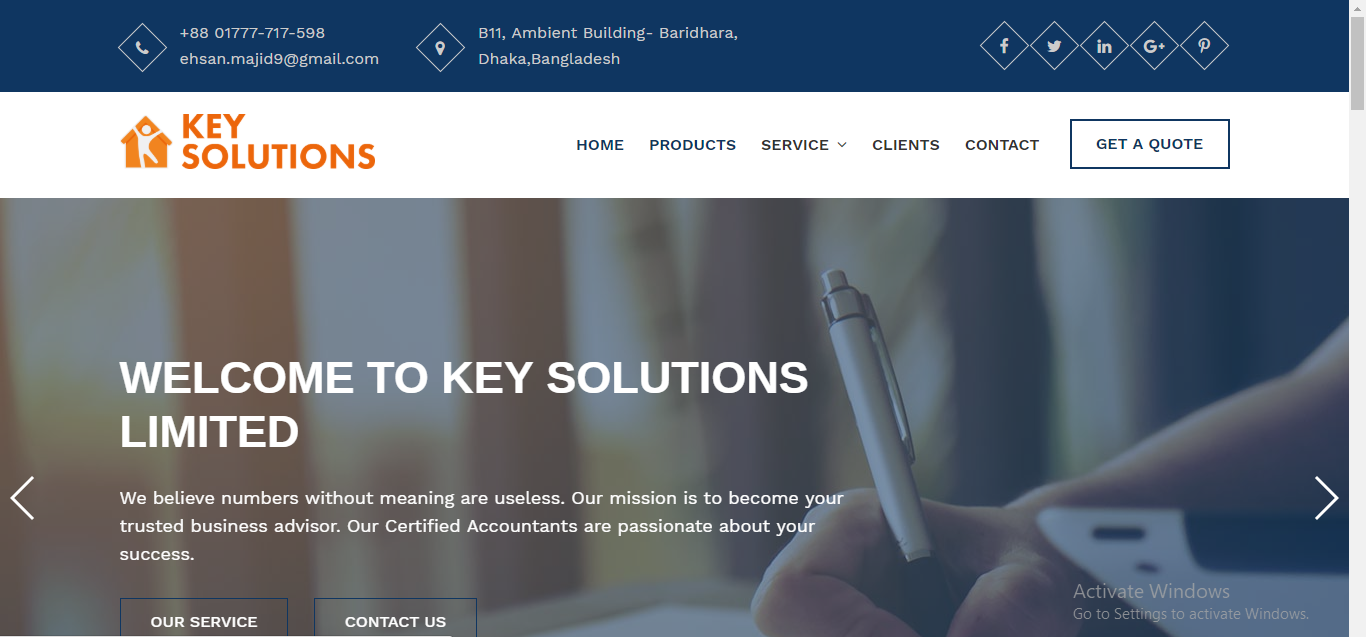 +88 01777-717-598
ehsan.majid9@gmail.com
B11, Ambient Building- Baridhara,
Dhaka,Bangladesh
KEY
SOLUTIONS
HOME PRODUCTS SERVICE CLIENTS CONTACT GET A QUOTE
WELCOME TO KEY SOLUTIONS
LIMITED
We believe numbers without meaning are useless. Our mission is to become your
trusted business advisor. Our Certified Accountants are passionate about your
success.
OUR SERVICE CONTACT US
Activate Windows
Go to Settings to activate Windows.